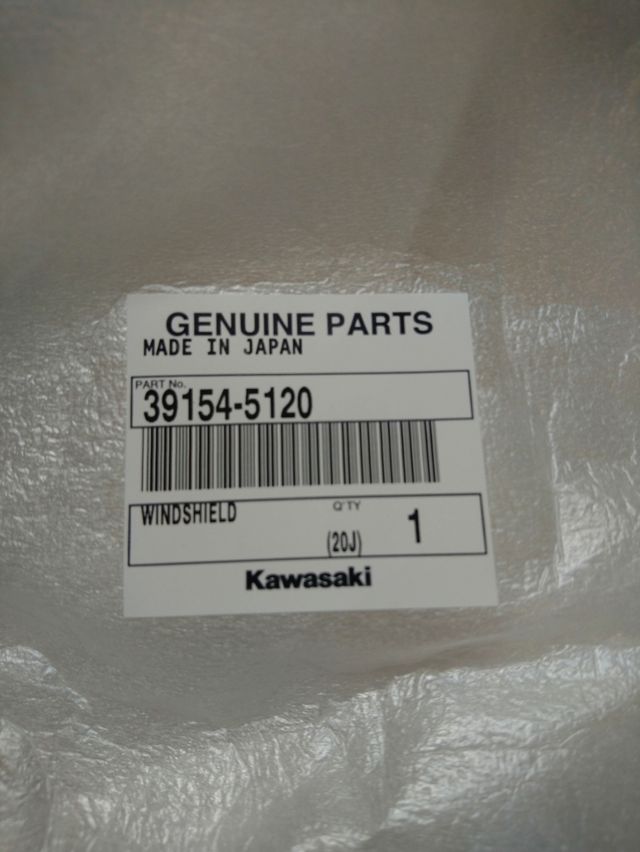 GENUINE PARTS
MADE IN JAPAN
PART No.
39154-5120
WINDSHIELD
Q'TY
(20J) 1
Kawasaki